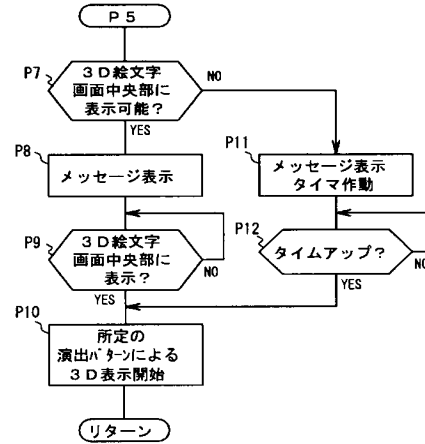 P5
P7
3D絵文字
画面中央部に
表示可能?
NO
YES
P8
メッセージ表示
P11
メッセージ表示
タイマ作動
P9
3D絵文字
画面中央部に
表示?
NO
YES
P12
タイムアップ?
NO
YES
P10
所定の
演出パターンによる
3D表示開始
リターン